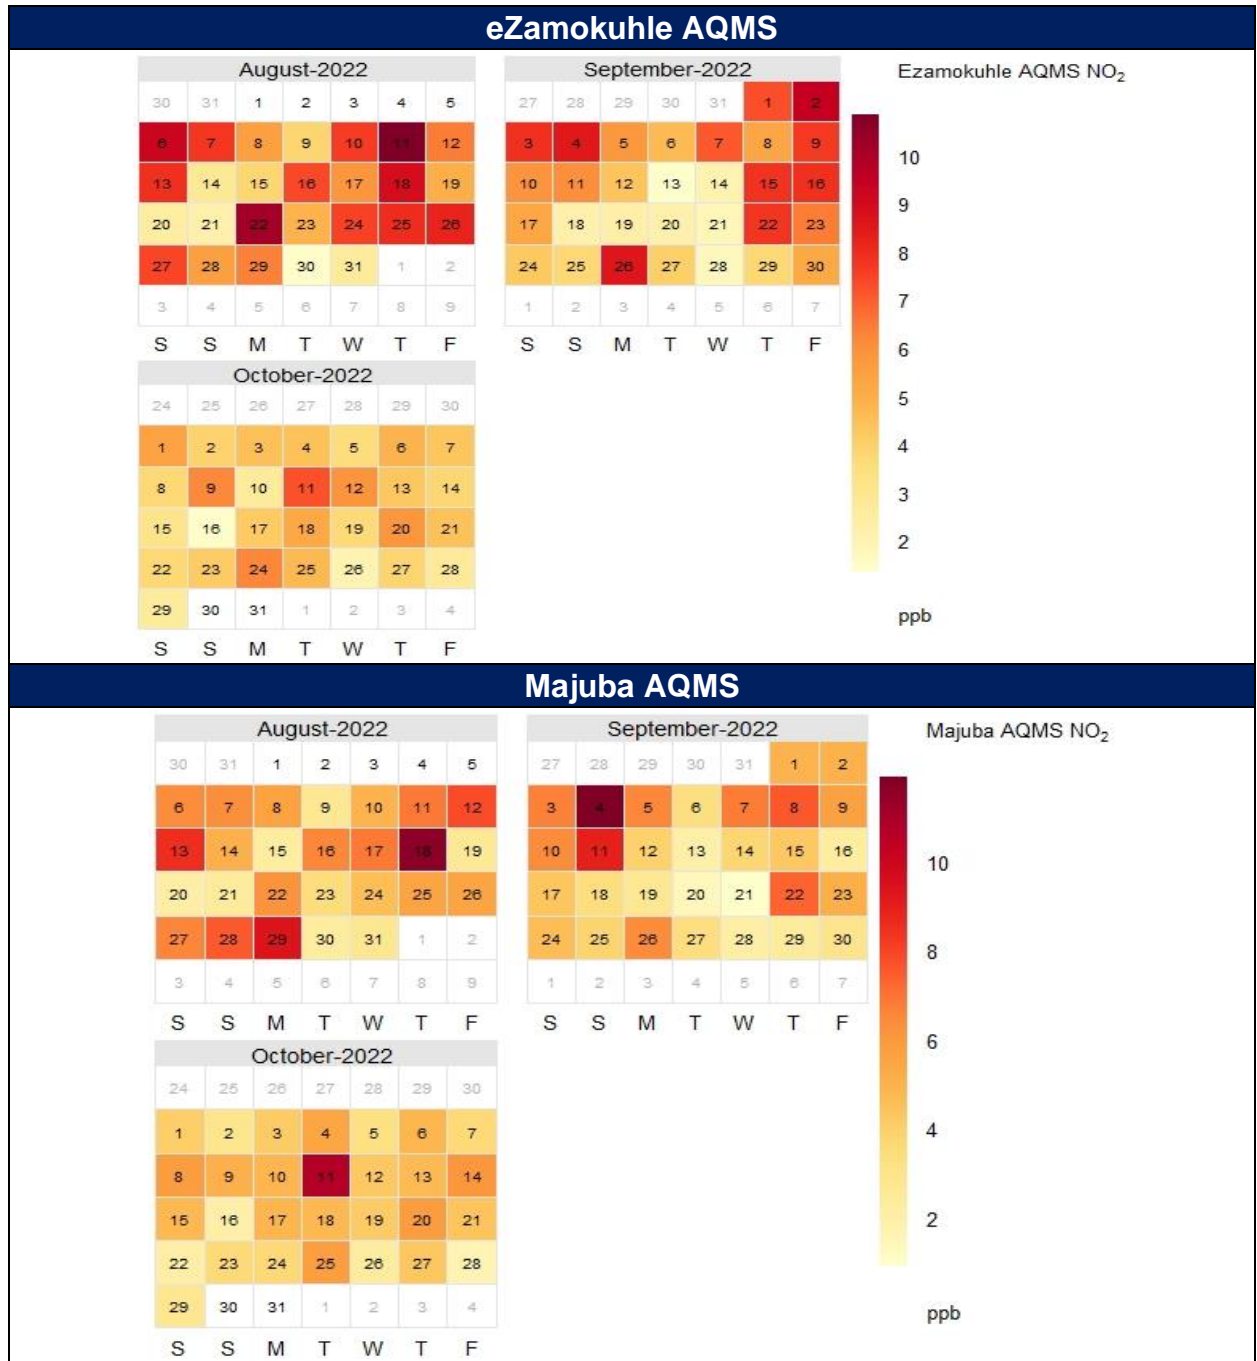 eZamokuhle AQMS
August-2022
30 31 1 2 3 4 5
6 7 8 9 10 11 12
13 14 15 16 17 18 19
20 21 22 23 24 25 26
27 28 29 30 31 1 2
3 4 5 6 7 8 9
S S M T W T F
September-2022
27 28 29 30 31 1 2
3 4 5 6 7 8 9
10 11 12 13 14 15 16
17 18 19 20 21 22 23
24 25 26 27 28 29 30
1 2 3 4 5 6 7
S S M T W T F
October-2022
24 25 26 27 28 29 30
1 2 3 4 5 6 7
8 9 10 11 12 13 14
15 16 17 18 19 20 21
22 23 24 25 26 27 28
29 30 31 1 2 3 4
S S M T W T F
Ezamokuhle AQMS NO₂
10
9
8
7
6
5
4
3
2
ppb
Majuba AQMS
August-2022
30 31 1 2 3 4 5
6 7 8 9 10 11 12
13 14 15 16 17 18 19
20 21 22 23 24 25 26
27 28 29 30 31 1 2
3 4 5 6 7 8 9
S S M T W T F
September-2022
27 28 29 30 31 1 2
3 4 5 6 7 8 9
10 11 12 13 14 15 16
17 18 19 20 21 22 23
24 25 26 27 28 29 30
1 2 3 4 5 6 7
S S M T W T F
October-2022
24 25 26 27 28 29 30
1 2 3 4 5 6 7
8 9 10 11 12 13 14
15 16 17 18 19 20 21
22 23 24 25 26 27 28
29 30 31 1 2 3 4
S S M T W T F
Majuba AQMS NO₂
10
8
6
4
2
ppb